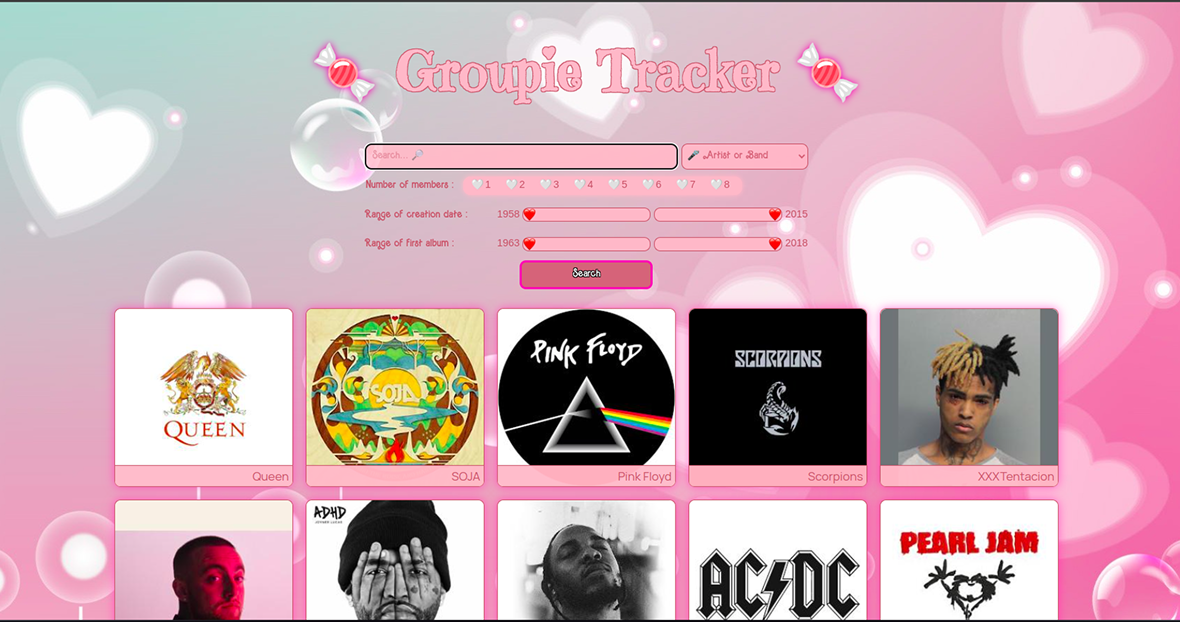 Groupie Tracker
Search... 🔎
🎤 Artist or Band
Number of members : 🤍 1 🤍 2 🤍 3 🤍 4 🤍 5 🤍 6 🤍 7 🤍 8
Range of creation date : 1958 2015
Range of first album : 1963 2018
Search
QUEEN
SOJA
PINK FLOYD
SCORPIONS
Queen
SOJA
Pink Floyd
Scorpions
XXXTentacion
ADHD
JOYNER LUCAS
AC DC
PEARL JAM